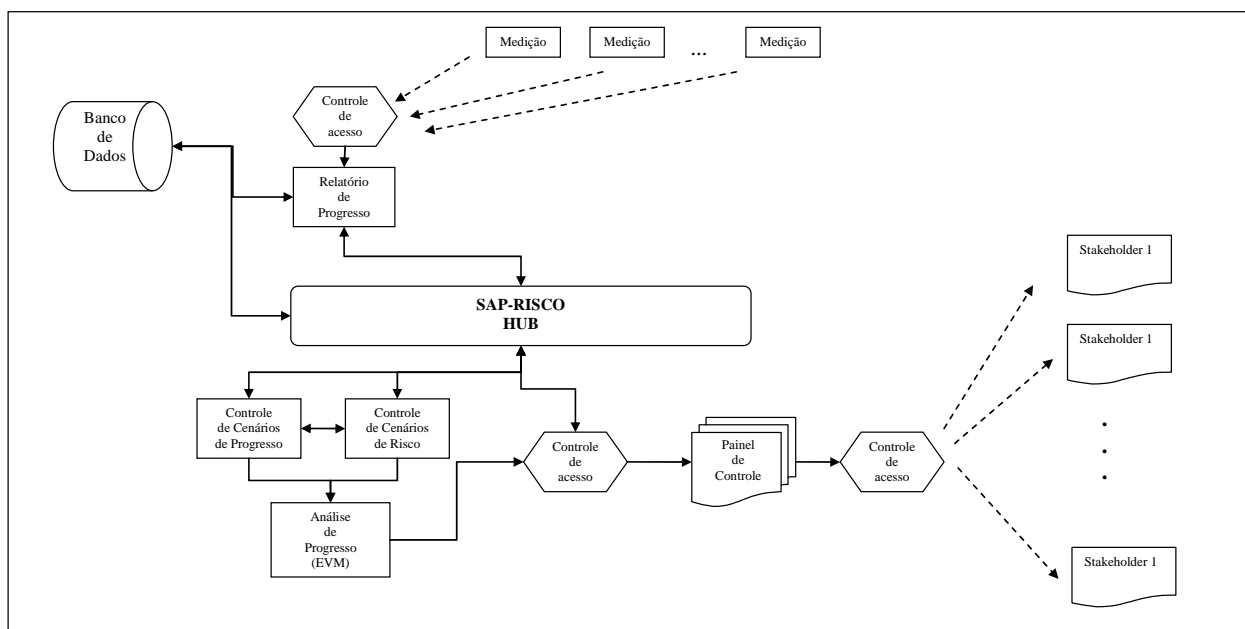 Medição
Medição
...
Medição
Controle
de
acesso
Banco
de
Dados
Relatório
de
Progresso
SAP-RISCO
HUB
Controle
de Cenários
de Progresso
Controle
de Cenários
de Risco
Análise
de
Progresso
(EVM)
Controle
de
acesso
Painel
de
Controle
Controle
de
acesso
Stakeholder 1
Stakeholder 1
.
.
.
Stakeholder 1